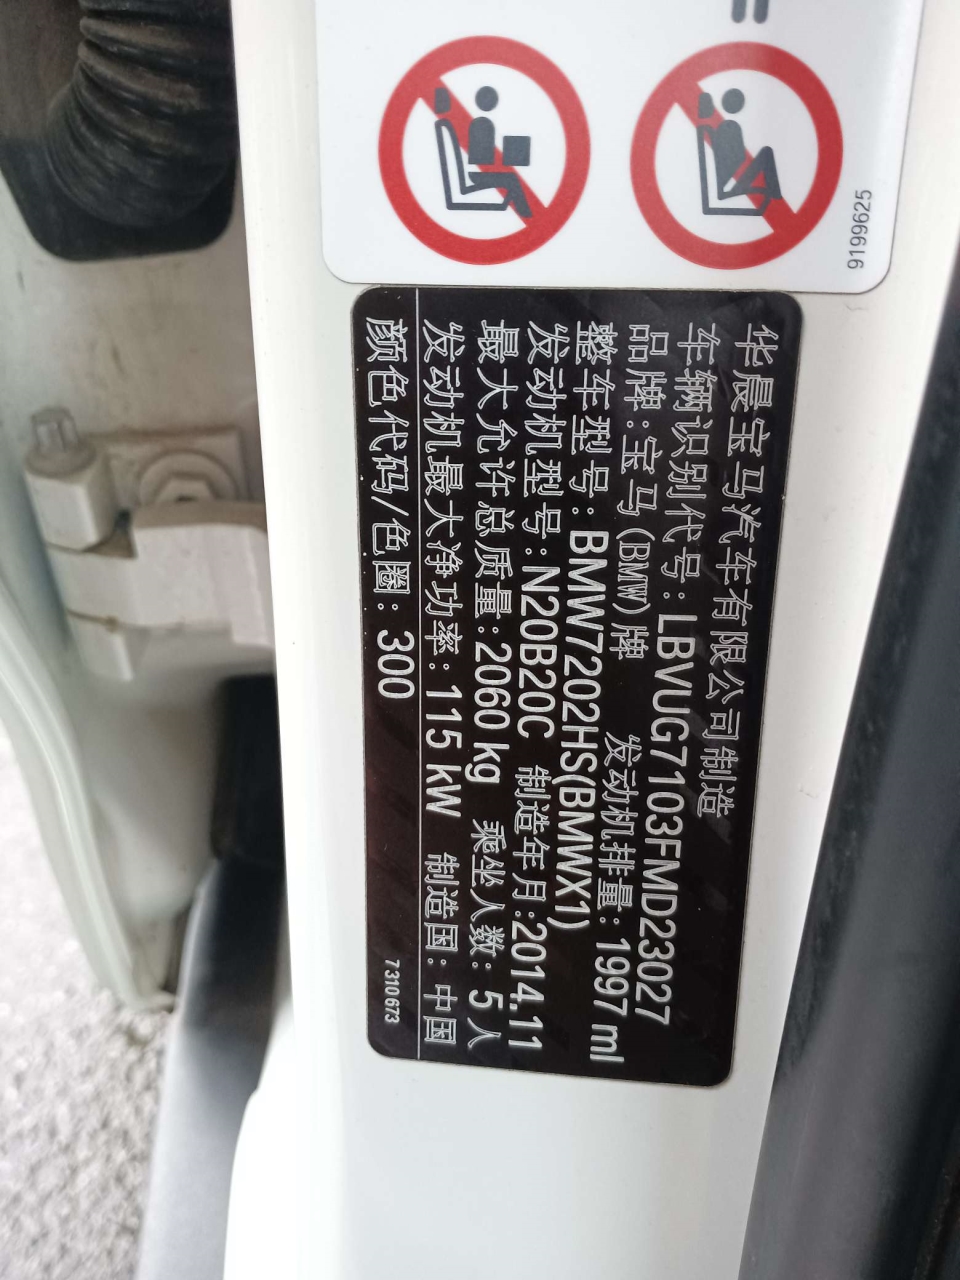 9199625
华晨宝马汽车有限公司制造
车辆识别代号: LBVUG7103FMD23027
品牌:宝马(BMW)牌 发动机排量: 1997 ml
整车型号: BMW7202HS(BMWX1)
发动机型号:N20B20C 制造年月:2014.11
最大允许总质量:2060 kg 乘坐人数: 5 人
发动机最大净功率: 115 kW 制造国: 中国
颜色代码/色圈: 300 7310673